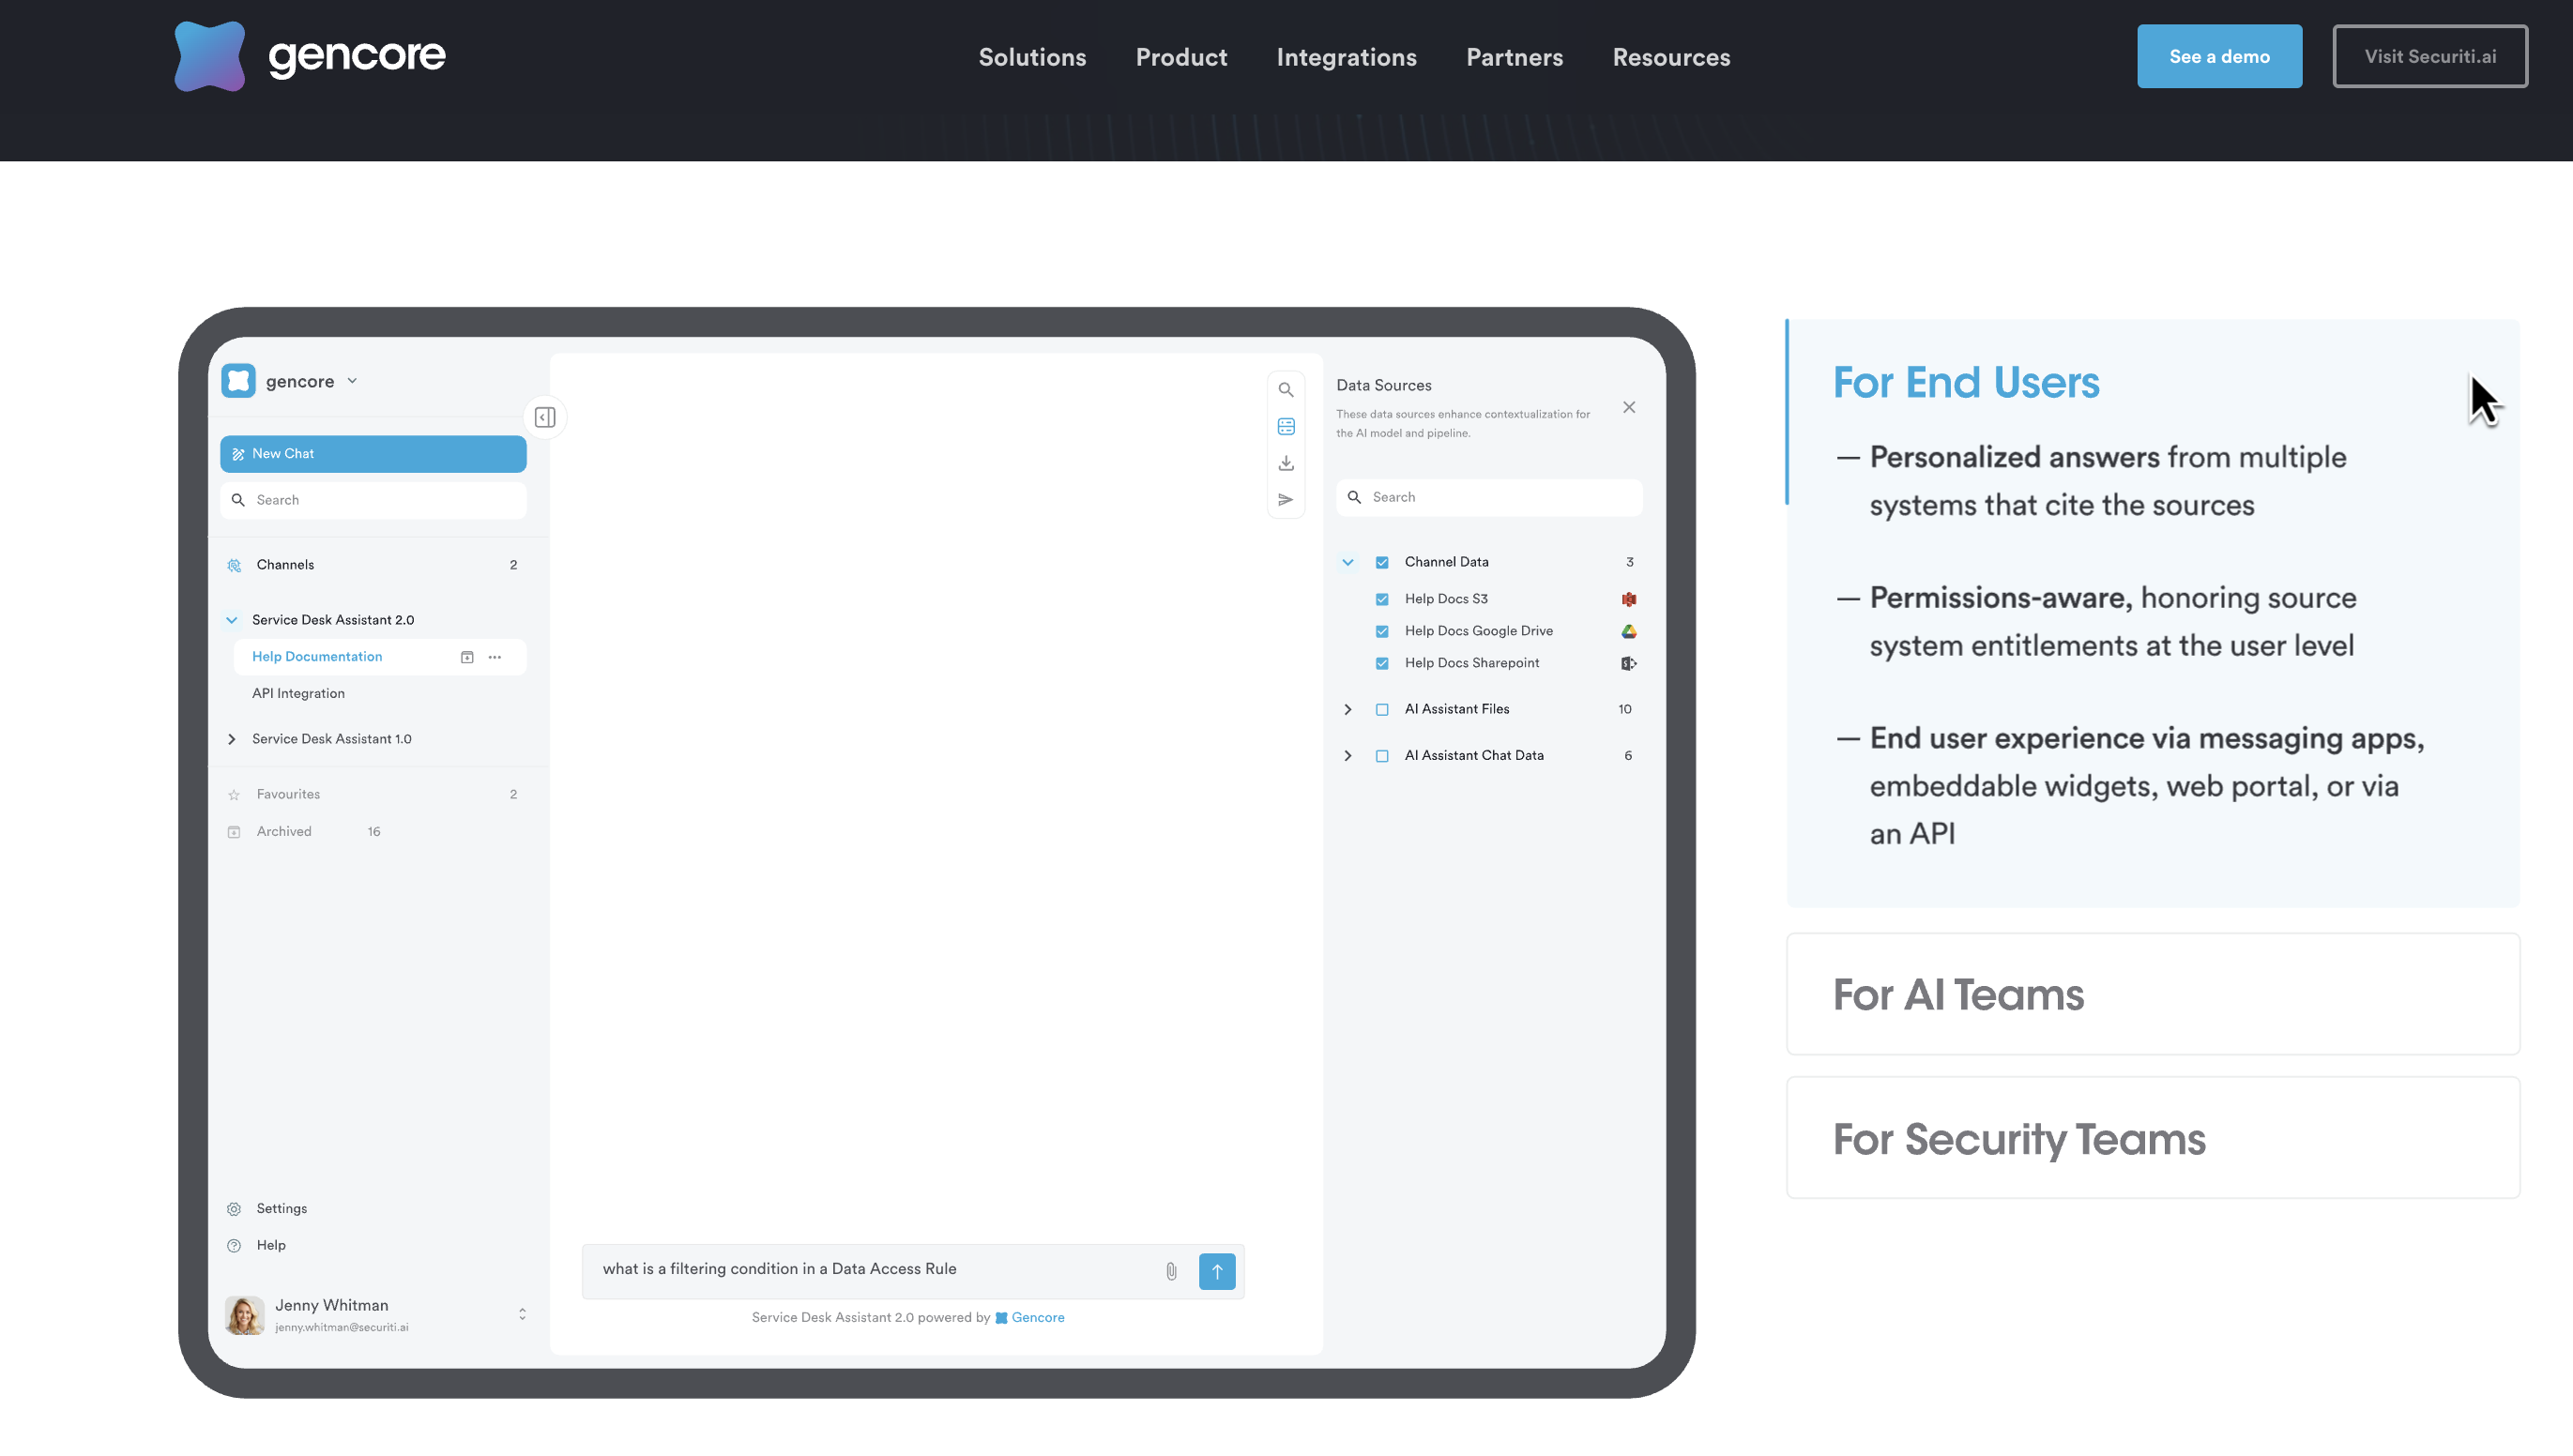 gencore
Solutions
Product
Integrations
Partners
Resources
See a demo
Visit Securiti.ai
gencore
New Chat
Search
Channels 2
Service Desk Assistant 2.0
Help Documentation
API Integration
Service Desk Assistant 1.0
Favourites 2
Archived 16
Settings
Help
Jenny Whitman
jenny.whitman@securiti.ai
what is a filtering condition in a Data Access Rule
Service Desk Assistant 2.0 powered by Gencore
Data Sources
These data sources enhance contextualization for
the AI model and pipeline.
Search
Channel Data 3
Help Docs S3
Help Docs Google Drive
Help Docs Sharepoint
AI Assistant Files 10
AI Assistant Chat Data 6
For End Users
— Personalized answers from multiple
systems that cite the sources
— Permissions-aware, honoring source
system entitlements at the user level
— End user experience via messaging apps,
embeddable widgets, web portal, or via
an API
For AI Teams
For Security Teams